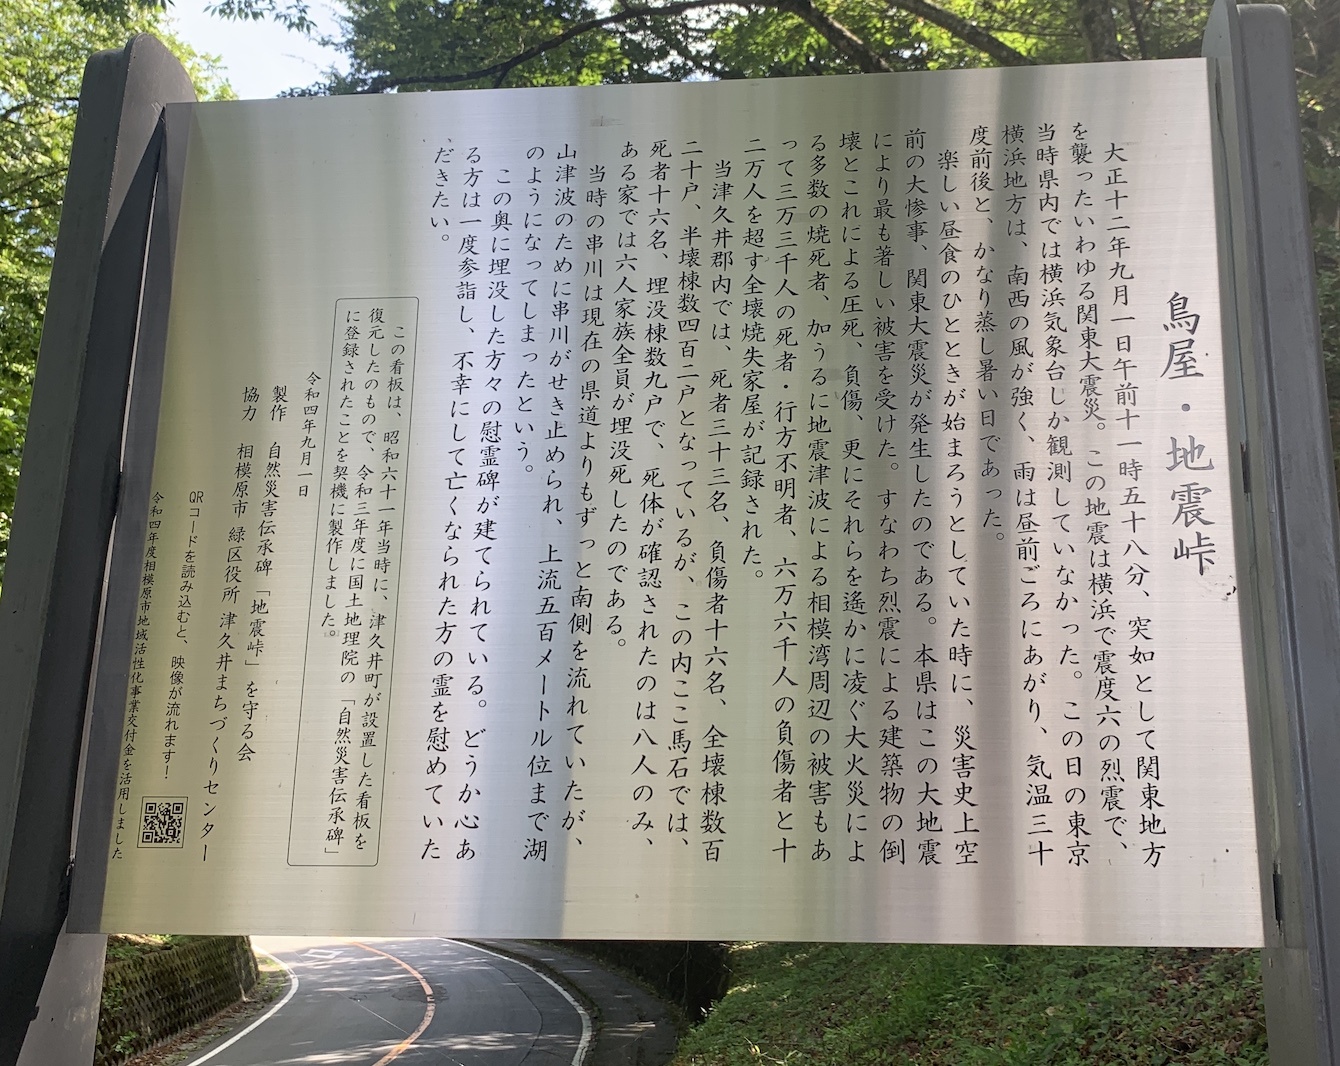 鳥屋・地震峠
大正十二年九月一日午前十一時五十八分、突如として関東地方
を襲ったいわゆる関東大震災。この地震は横浜で震度六の烈震で、
当時県内では横浜気象台しか観測していなかった。この日の東京
横浜地方は、南西の風が強く、雨は昼前ごろにあがり、気温三十
度前後と、かなり蒸し暑い日であった。
楽しい昼食のひとときが始まろうとしていた時に、災害史上空
前の大惨事、関東大震災が発生したのである。本県はこの大地震
により最も著しい被害を受けた。すなわち烈震による建築物の倒
壊とこれによる圧死、負傷、更にそれらを遙かに凌ぐ大火災によ
る多数の焼死者、加うるに地震津波による相模湾周辺の被害もあ
って三万三千人の死者・行方不明者、六万六千人の負傷者と十
二万人を超す全壊焼失家屋が記録された。
当津久井郡内では、死者三十三名、負傷者十六名、全壊棟数百
二十戸、半壊棟数四百二戸となっているが、この内ここ馬石では、
死者十六名、埋没棟数九戸で、死体が確認されたのは八人のみ、
ある家では六人家族全員が埋没死したのである。
当時の串川は現在の県道よりもずっと南側を流れていたが、
山津波のために串川がせき止められ、上流五百メートル位まで湖
のようになってしまったという。
この奥に埋没した方々の慰霊碑が建てられている。どうか心あ
る方は一度参詣し、不幸にして亡くなられた方の霊を慰めていた
だきたい。
この看板は、昭和六十一年当時に、津久井町が設置した看板を
復元したのもので、令和三年度に国土地理院の「自然災害伝承碑」
に登録されたことを契機に製作しました。
令和四年九月一日
製作 自然災害伝承碑「地震峠」を守る会
協力 相模原市 緑区役所 津久井まちづくりセンター
QRコードを読み込むと、映像が流れます!
令和四年度相模原市地域活性化事業交付金を活用しました